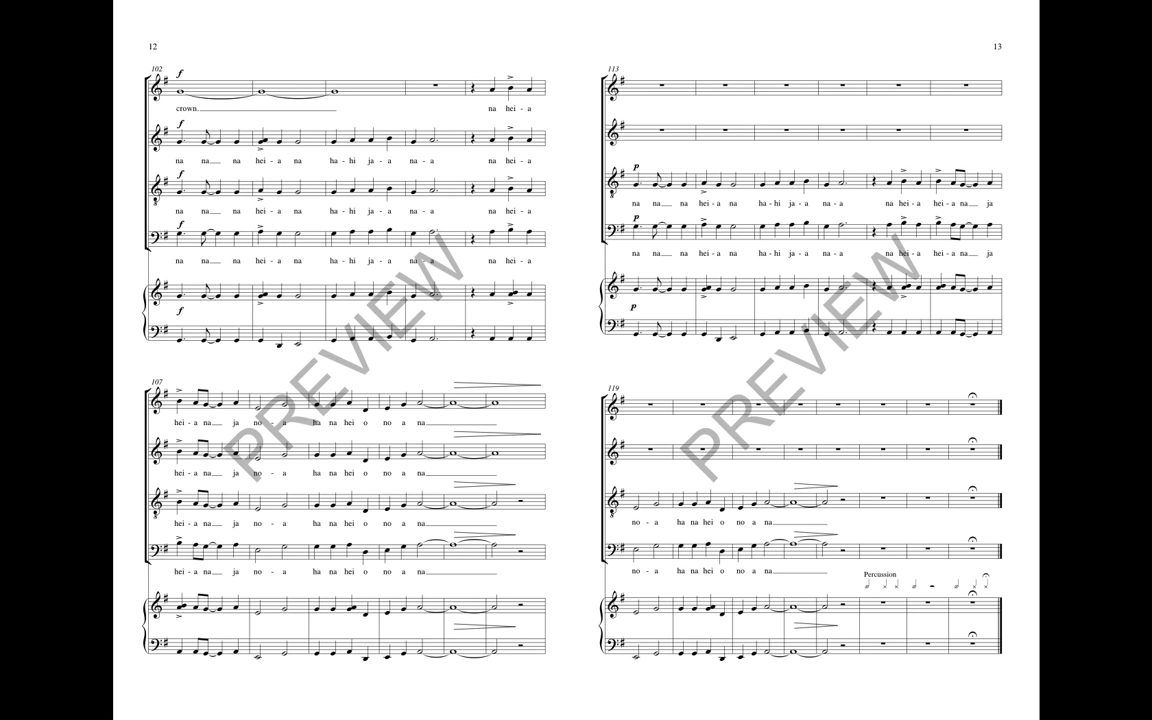 12
102
f
crown
na hei - a
f
na na na hei - a na ha - hi ja - a na - a na hei - a
f
na na na hei - a na ha - hi ja - a na - a na hei - a
f
na na na hei - a na ha - hi ja - a na - a na hei - a
f
107
hei - a na ja no - a ha na hei o no a na
hei - a na ja no - a ha na hei o no a na
hei - a na ja no - a ha na hei o no a na
hei - a na ja no - a ha na hei o no a na
PREVIEW
13
113
p
na na na hei - a na ha - hi ja - a na - a na hei - a hei - a na ja
p
na na na hei - a na ha - hi ja - a na - a na hei - a hei - a na ja
p
119
no - a ha na hei o no a na
no - a ha na hei o no a na
Percussion
PREVIEW